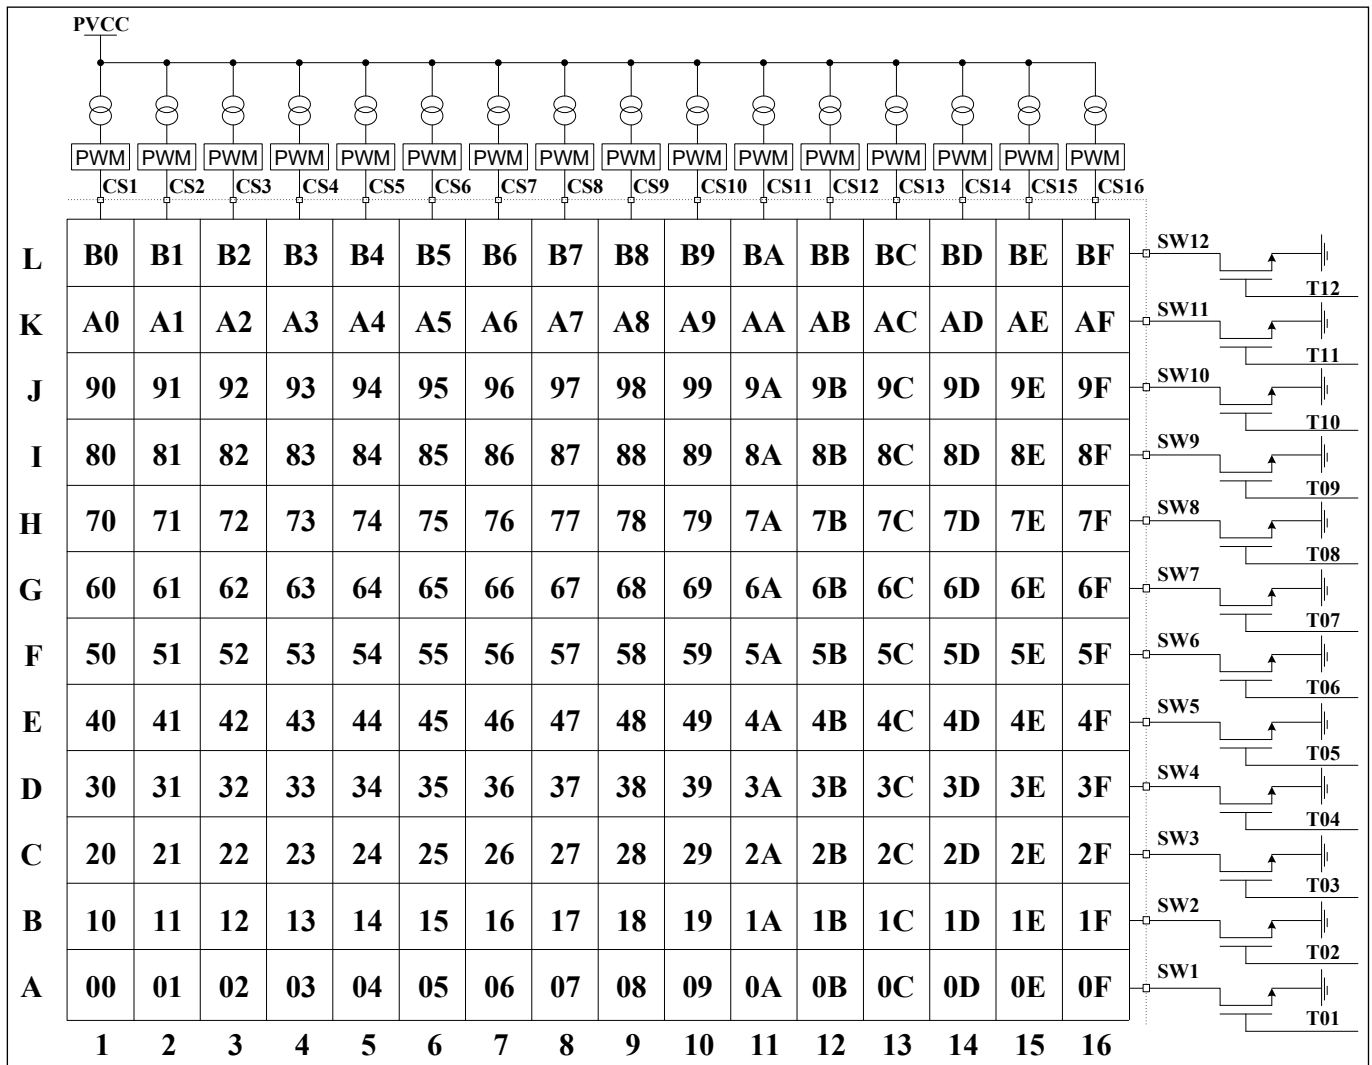 PVCC
PWM PWM PWM PWM PWM PWM PWM PWM PWM PWM PWM PWM PWM PWM PWM PWM
CS1 CS2 CS3 CS4 CS5 CS6 CS7 CS8 CS9 CS10 CS11 CS12 CS13 CS14 CS15 CS16
L B0 B1 B2 B3 B4 B5 B6 B7 B8 B9 BA BB BC BD BE BF SW12
T12
K A0 A1 A2 A3 A4 A5 A6 A7 A8 A9 AA AB AC AD AE AF SW11
T11
J 90 91 92 93 94 95 96 97 98 99 9A 9B 9C 9D 9E 9F SW10
T10
I 80 81 82 83 84 85 86 87 88 89 8A 8B 8C 8D 8E 8F SW9
T09
H 70 71 72 73 74 75 76 77 78 79 7A 7B 7C 7D 7E 7F SW8
T08
G 60 61 62 63 64 65 66 67 68 69 6A 6B 6C 6D 6E 6F SW7
T07
F 50 51 52 53 54 55 56 57 58 59 5A 5B 5C 5D 5E 5F SW6
T06
E 40 41 42 43 44 45 46 47 48 49 4A 4B 4C 4D 4E 4F SW5
T05
D 30 31 32 33 34 35 36 37 38 39 3A 3B 3C 3D 3E 3F SW4
T04
C 20 21 22 23 24 25 26 27 28 29 2A 2B 2C 2D 2E 2F SW3
T03
B 10 11 12 13 14 15 16 17 18 19 1A 1B 1C 1D 1E 1F SW2
T02
A 00 01 02 03 04 05 06 07 08 09 0A 0B 0C 0D 0E 0F SW1
T01
1 2 3 4 5 6 7 8 9 10 11 12 13 14 15 16